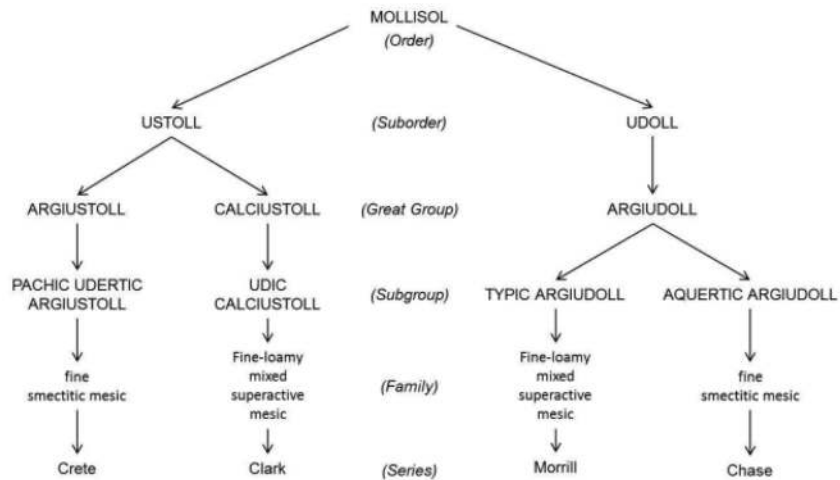 MOLLISOL
(Order)
USTOLL (Suborder) UDOLL
ARGIUSTOLL CALCIUSTOLL (Great Group) ARGIUDOLL
PACHIC UDERTIC
ARGIUSTOLL
UDIC
CALCIUSTOLL
(Subgroup)
TYPIC ARGIUDOLL
AQUERTIC ARGIUDOLL
fine
smectitic mesic
Fine-loamy
mixed
superactive
mesic
(Family)
Fine-loamy
mixed
superactive
mesic
fine
smectitic mesic
Crete Clark (Series) Morrill Chase